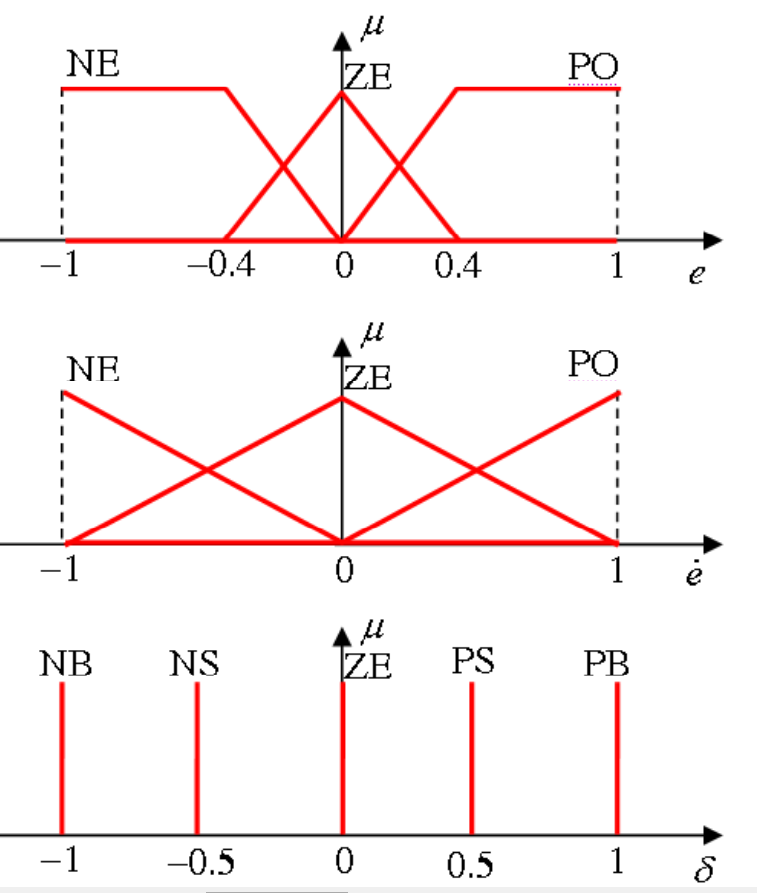 μ
NE ZE PO
−1 −0.4 0 0.4 1 e
μ
NE ZE PO
−1 0 1 ė
μ
NB NS ZE PS PB
−1 −0.5 0 0.5 1 δ